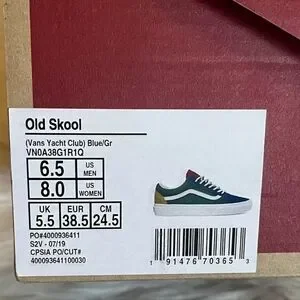 Old Skool
(Vans Yacht Club) Blue/Gr
VN0A38G1R1Q
6.5 US MEN
8.0 US WOMEN
UK EUR CM
5.5 38.5 24.5
PO#4000936411
S2V - 07/19
CPSIA PO/CUT#
400093641100030
1 91476 70365 3